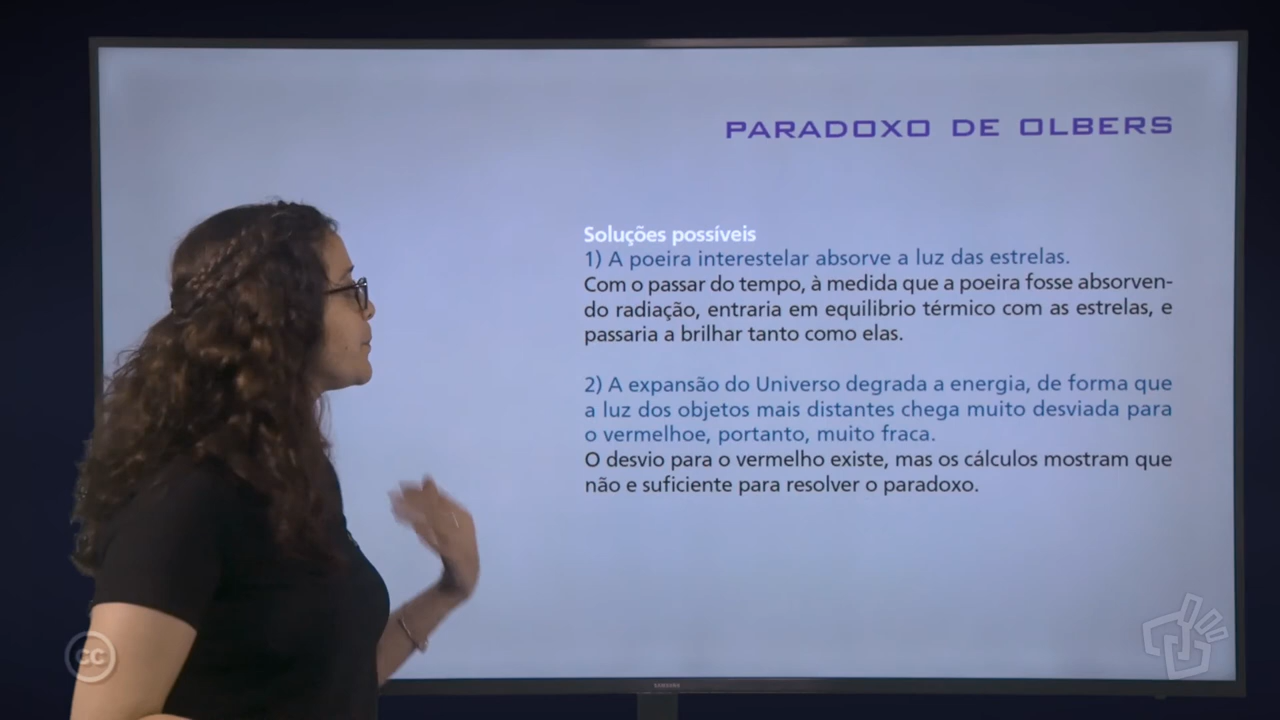 PARADOXO DE OLBERS
Soluções possíveis
1) A poeira interestelar absorve a luz das estrelas.
Com o passar do tempo, à medida que a poeira fosse absorven-
do radiação, entraria em equilibrio térmico com as estrelas, e
passaria a brilhar tanto como elas.
2) A expansão do Universo degrada a energia, de forma que
a luz dos objetos mais distantes chega muito desviada para
o vermelhoe, portanto, muito fraca.
O desvio para o vermelho existe, mas os cálculos mostram que
não e suficiente para resolver o paradoxo.
cc
SAMSUNG